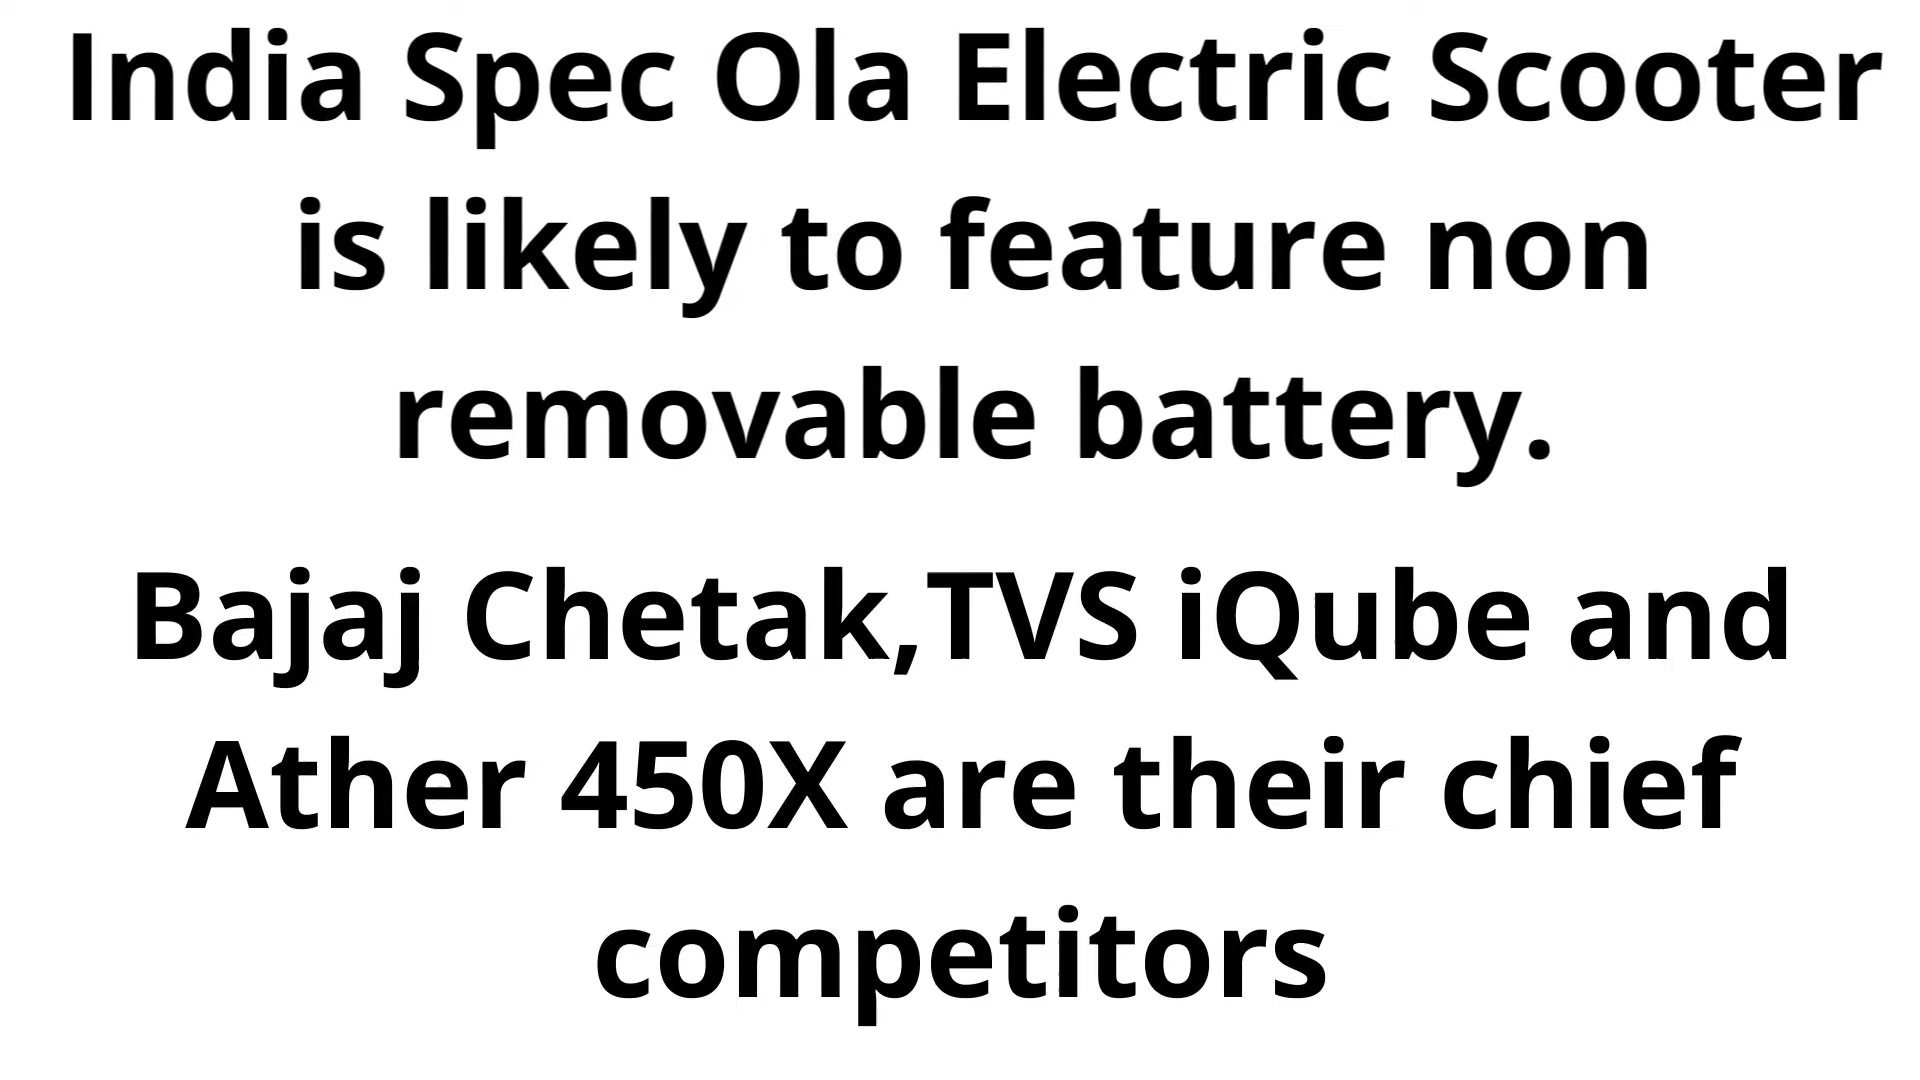 India Spec Ola Electric Scooter
is likely to feature non
removable battery.
Bajaj Chetak,TVS iQube and
Ather 450X are their chief
competitors